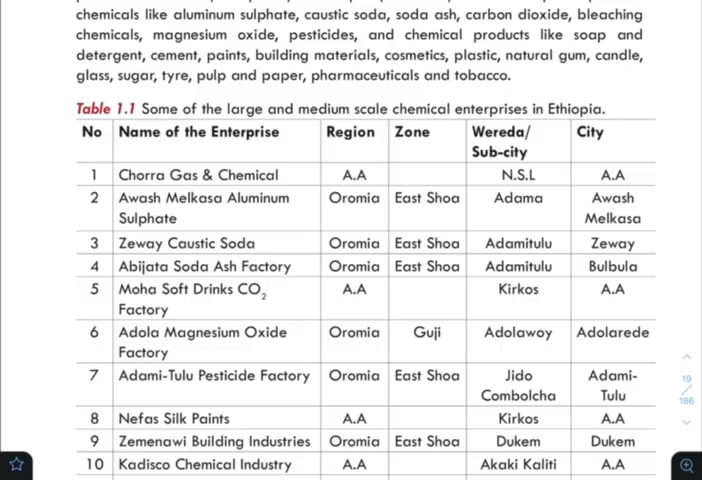 chemicals like aluminum sulphate, caustic soda, soda ash, carbon dioxide, bleaching
chemicals, magnesium oxide, pesticides, and chemical products like soap and
detergent, cement, paints, building materials, cosmetics, plastic, natural gum, candle,
glass, sugar, tyre, pulp and paper, pharmaceuticals and tobacco.
Table 1.1 Some of the large and medium scale chemical enterprises in Ethiopia.
No Name of the Enterprise Region Zone Wereda/ City
Sub-city
1 Chorra Gas & Chemical A.A N.S.L A.A
2 Awash Melkasa Aluminum Oromia East Shoa Adama Awash
Sulphate Melkasa
3 Zeway Caustic Soda Oromia East Shoa Adamitulu Zeway
4 Abijata Soda Ash Factory Oromia East Shoa Adamitulu Bulbula
5 Moha Soft Drinks CO₂ A.A Kirkos A.A
Factory
6 Adola Magnesium Oxide Oromia Guji Adolawoy Adolarede
Factory
7 Adami-Tulu Pesticide Factory Oromia East Shoa Jido Adami-
Combolcha Tulu
8 Nefas Silk Paints A.A Kirkos A.A
9 Zemenawi Building Industries Oromia East Shoa Dukem Dukem
10 Kadisco Chemical Industry A.A Akaki Kaliti A.A
19
186